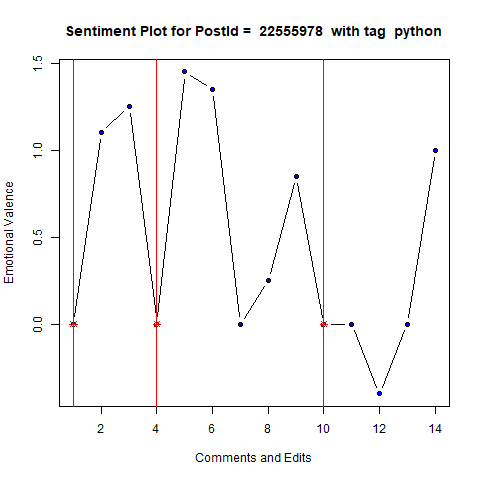 Sentiment Plot for PostId =  22555978  with tag  python
Emotional Valence
1.5
1.0
0.5
0.0
2 4 6 8 10 12 14
Comments and Edits